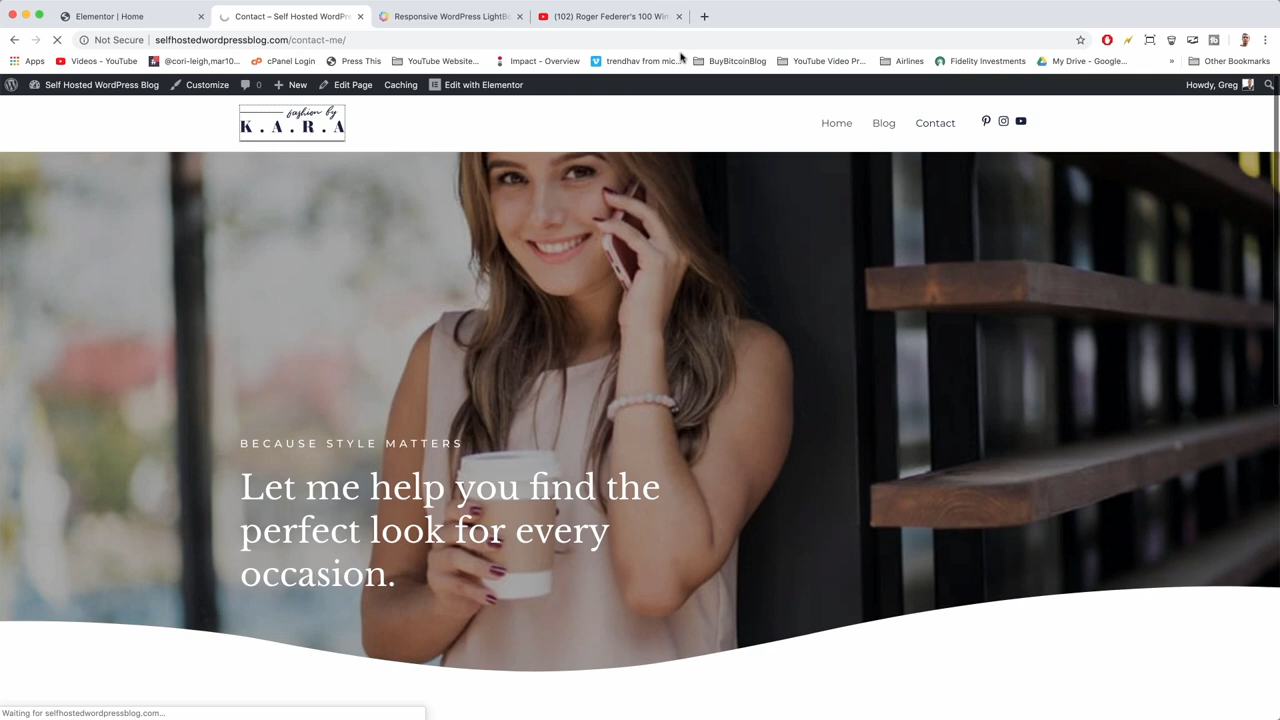 Elementor | Home
Contact – Self Hosted WordPre
Responsive WordPress LightBo
(102) Roger Federer's 100 Win
Not Secure
selfhostedwordpressblog.com/contact-me/
Apps
Videos - YouTube
@cori-leigh,mar10...
cPanel Login
Press This
YouTube Website...
Impact - Overview
trendhav from mic...
BuyBitcoinBlog
YouTube Video Pr...
Airlines
Fidelity Investments
My Drive - Google...
»
Other Bookmarks
Self Hosted WordPress Blog
Customize
0
New
Edit Page
Caching
Edit with Elementor
Howdy, Greg
fashion by
K.A.R.A
Home
Blog
Contact
BECAUSE STYLE MATTERS
Let me help you find the
perfect look for every
occasion.
Waiting for selfhostedwordpressblog.com...